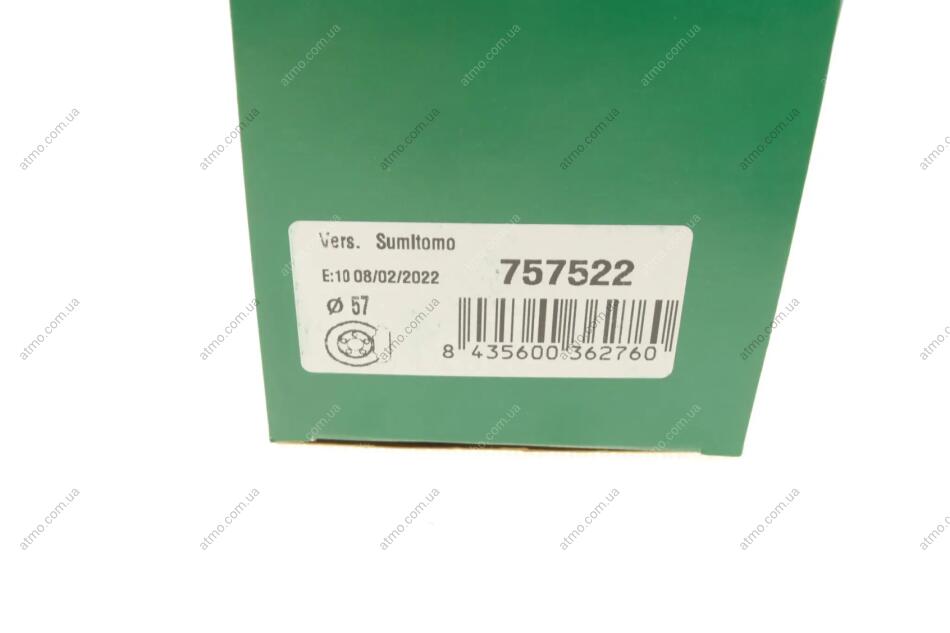 Vers. Sumitomo
E:10 08/02/2022
757522
Ø 57
8 435600 362760
atmo.com.ua